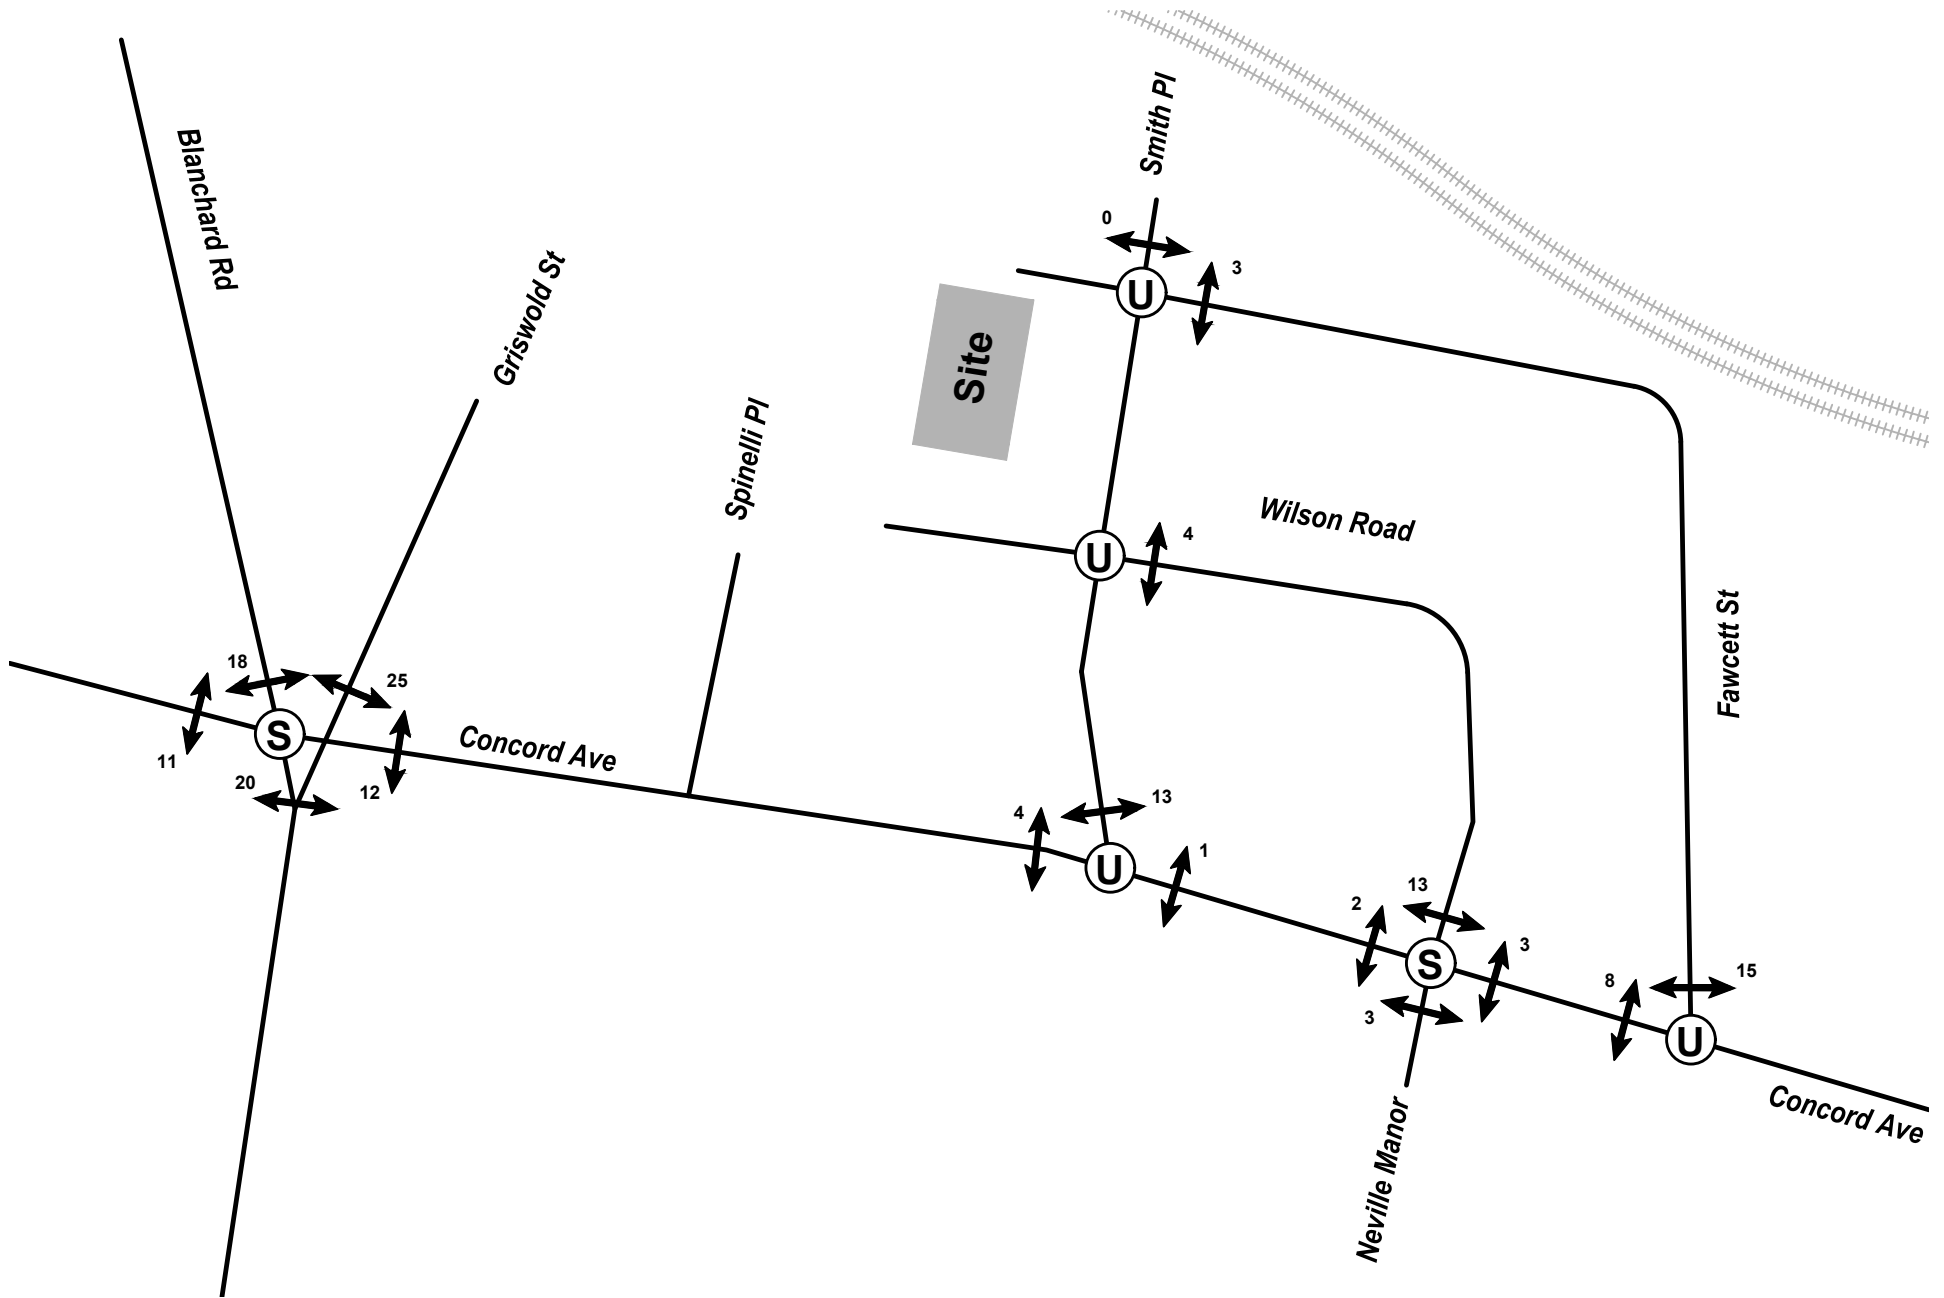 Smith Pl
Blanchard Rd
0
3
Griswold St
U
Site
Spinelli Pl
Wilson Road
4
U
Fawcett St
18
25
S
Concord Ave
11
20
12
13
4
1
U
13
2
3
S
15
8
3
U
Concord Ave
Neville Manor